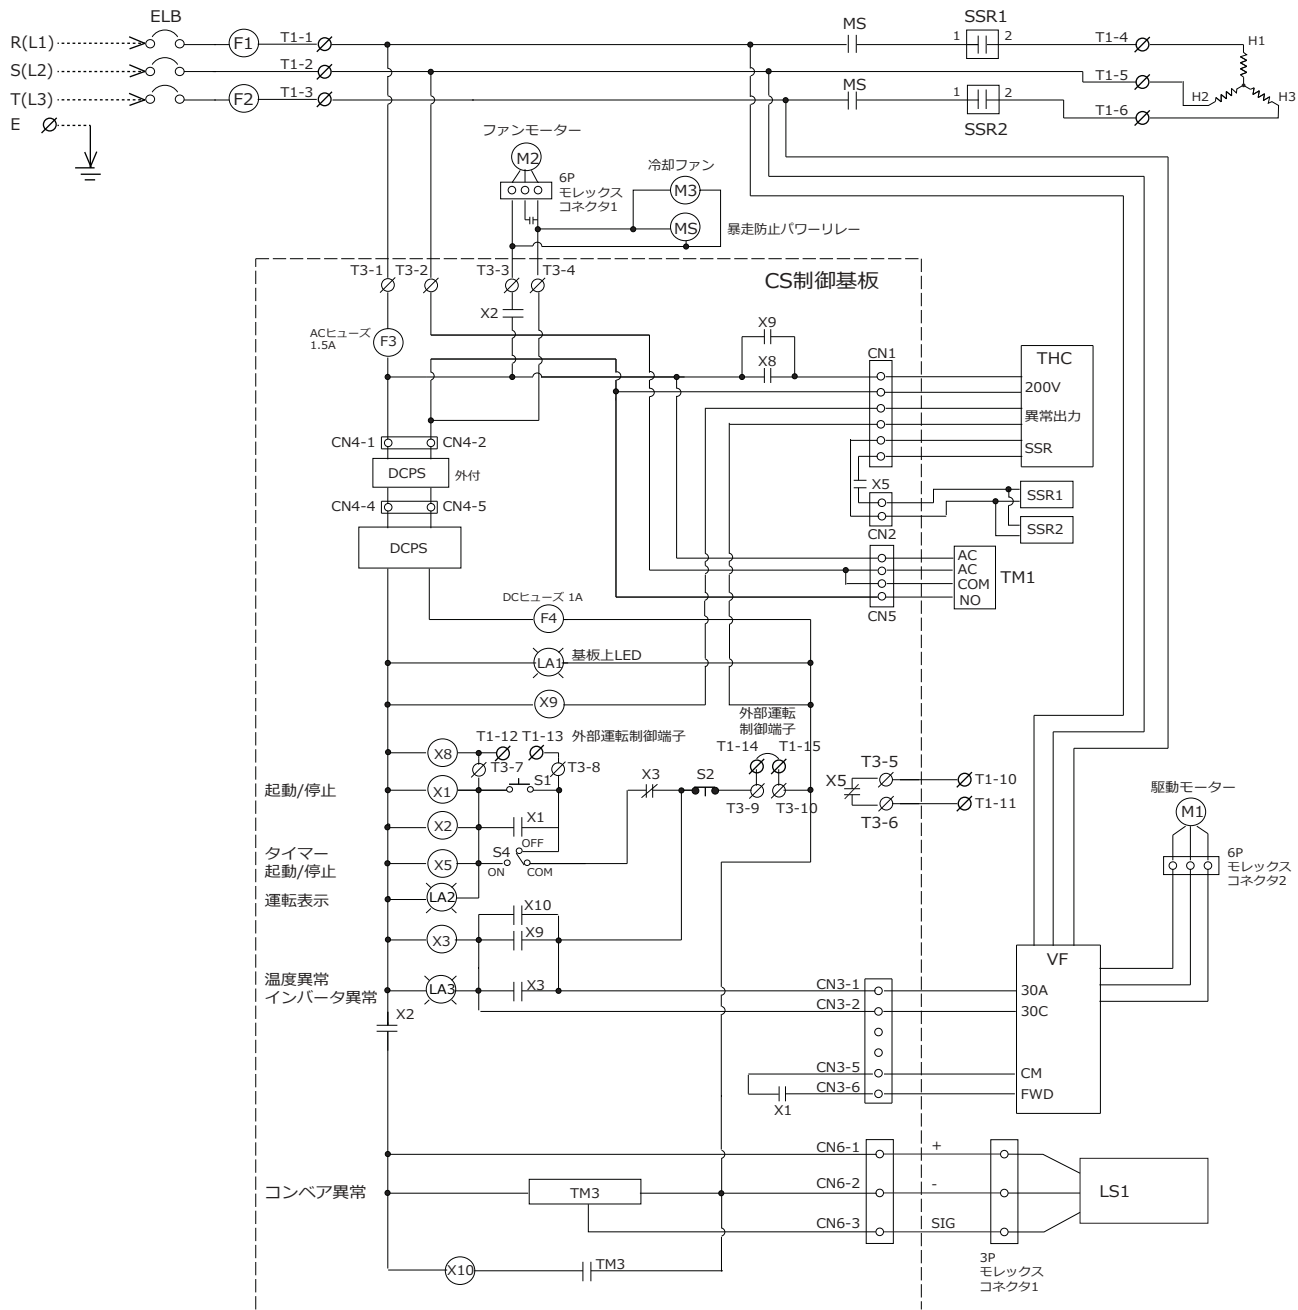 ELB
R(L1)
F1
T1-1
MS
SSR1
1
2
T1-4
H1
S(L2)
T1-2
T1-5
T(L3)
F2
T1-3
MS
1
2
SSR2
T1-6
H2
H3
E
ファンモーター
M2
6P
モレックス
コネクタ1
冷却ファン
M3
MS
暴走防止パワーリレー
T3-1
T3-2
T3-3
T3-4
CS制御基板
X2
ACヒューズ
1.5A
F3
X9
X8
CN1
THC
200V
異常出力
SSR
CN4-1
CN4-2
DCPS
外付
CN4-4
CN4-5
DCPS
X5
CN2
SSR1
SSR2
AC
AC
COM
NO
TM1
CN5
DCヒューズ 1A
F4
LA1
基板上LED
X9
外部運転
制御端子
X8
T1-12
T1-13
外部運転制御端子
T1-14
T1-15
T3-7
T3-8
起動/停止
X1
S1
X3
S2
T3-9
T3-10
X5
T3-5
T1-10
T3-6
T1-11
X2
X1
駆動モーター
M1
6P
モレックス
コネクタ2
タイマー
起動/停止
X5
S4
OFF
ON
COM
運転表示
LA2
X10
X3
X9
温度異常
インバータ異常
LA3
X3
CN3-1
CN3-2
VF
30A
30C
X2
CN3-5
CN3-6
CM
FWD
X1
CN6-1
+
コンベア異常
TM3
CN6-2
-
LS1
CN6-3
SIG
X10
TM3
3P
モレックス
コネクタ1